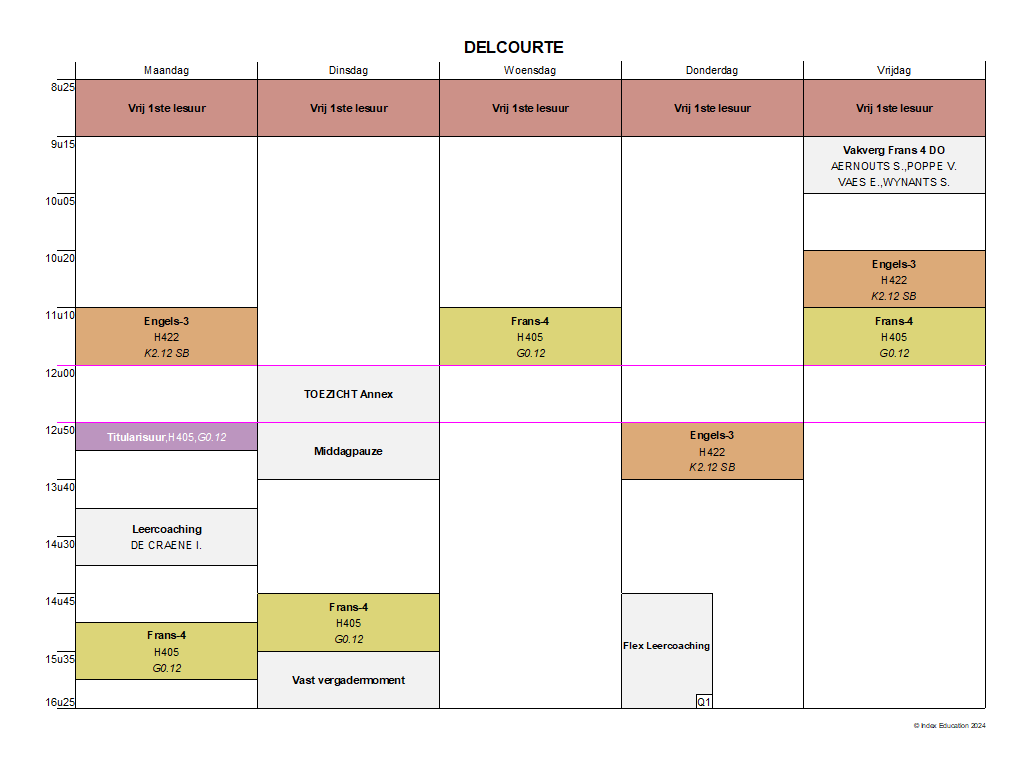 DELCOURTE
Maandag Dinsdag Woensdag Donderdag Vrijdag
8u25
Vrij 1ste lesuur Vrij 1ste lesuur Vrij 1ste lesuur Vrij 1ste lesuur Vrij 1ste lesuur
9u15
Vakverg Frans 4 DO
AERNOUTS S.,POPPE V.
VAES E.,WYNANTS S.
10u05
10u20
Engels-3
H422
K2.12 SB
11u10
Engels-3 Frans-4 Frans-4
H422 H405 H405
K2.12 SB G0.12 G0.12
12u00
TOEZICHT Annex
12u50
Titularisuur,H405,G0.12
Middagpauze
Engels-3
H422
K2.12 SB
13u40
Leercoaching
DE CRAENE I.
14u30
14u45
Frans-4
H405
G0.12
Frans-4
H405
G0.12
Flex Leercoaching
15u35
Vast vergadermoment
Q1
16u25
© Index Education 2024